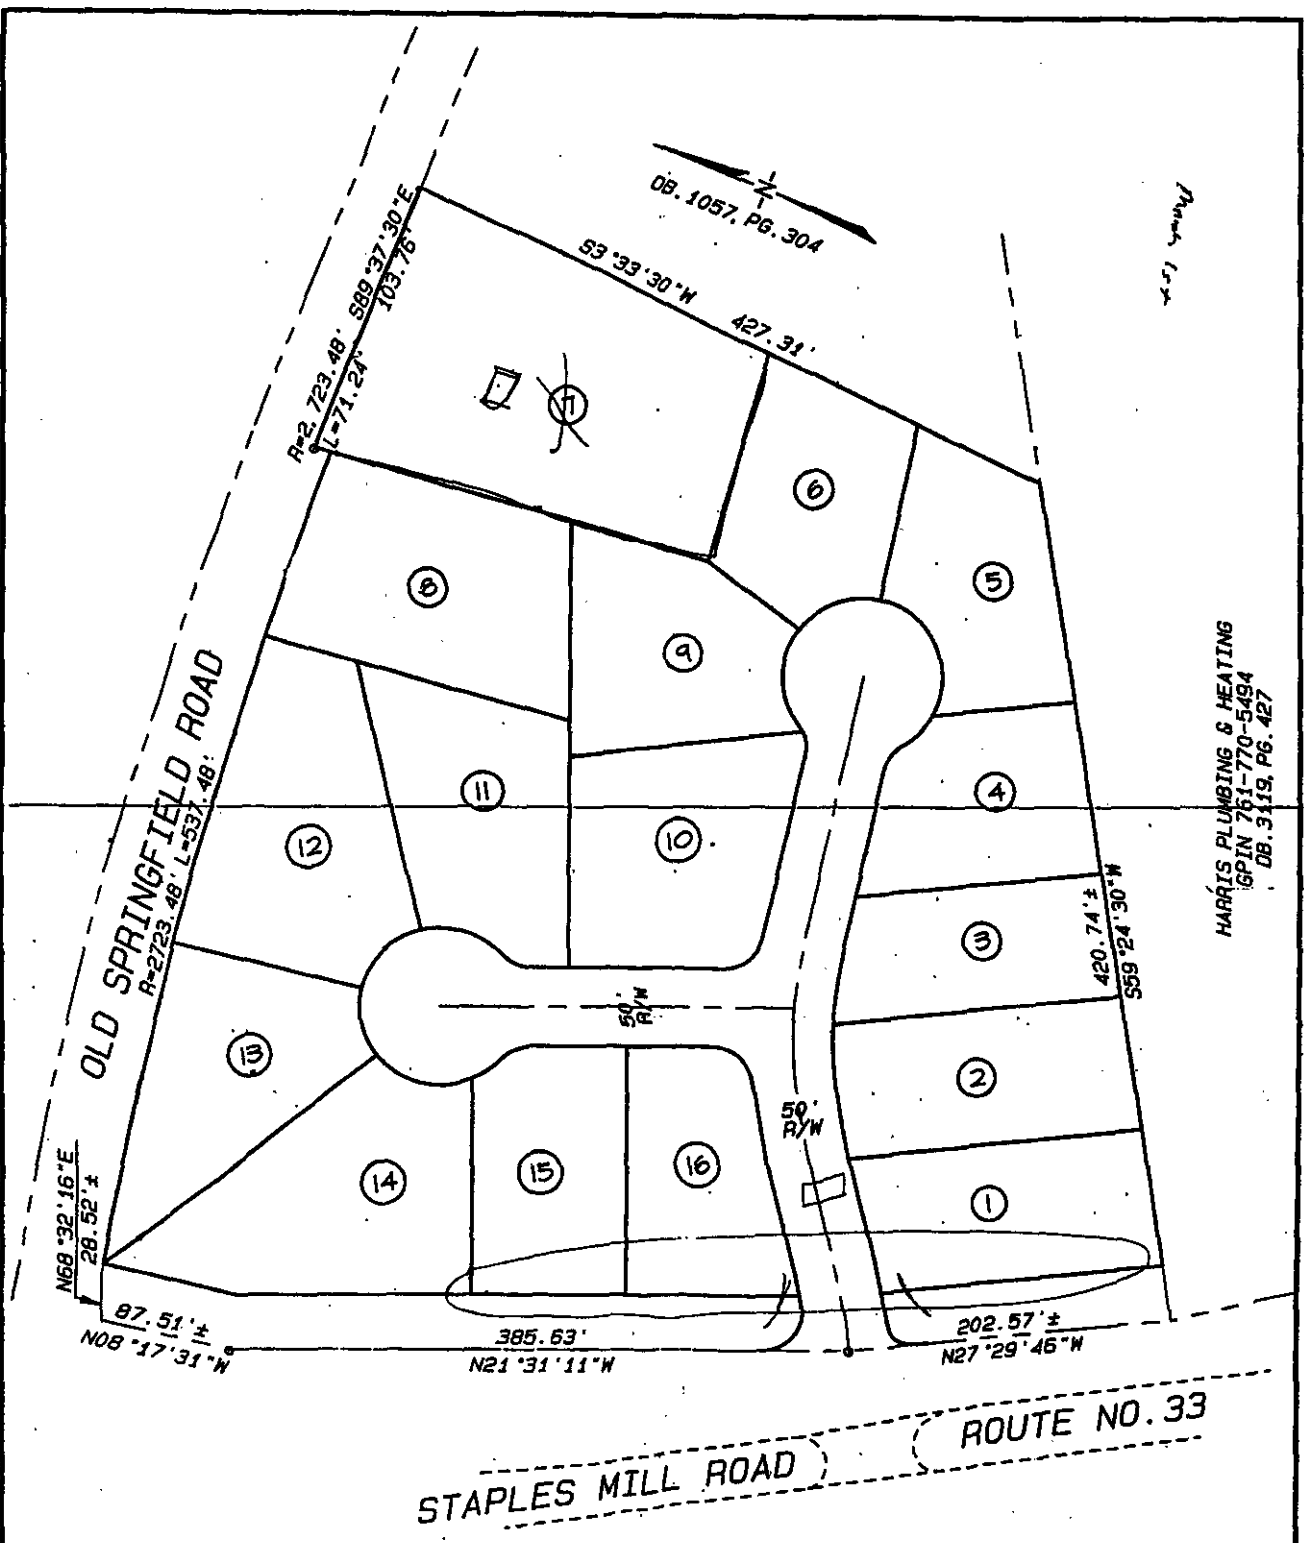 DB. 1057, PG. 304
S3°33'30"W
427.31'
S89°37'30"E
103.76'
R=2,723.48'
L=71.24'
7
6
5
8
9
4
11
10
12
3
13
2
14
15
16
1
OLD SPRINGFIELD ROAD
R=2723.48' L=537.48'
HARRIS PLUMBING & HEATING
GPIN 761-770-5494
DB. 3119, PG. 427
420.74'±
S59°24'30"W
50'
R/W
50'
R/W
N68°32'16"E
28.52'±
87.51'±
N08°17'31"W
385.63'
N21°31'11"W
202.57'±
N27°29'46"W
STAPLES MILL ROAD
ROUTE NO. 33